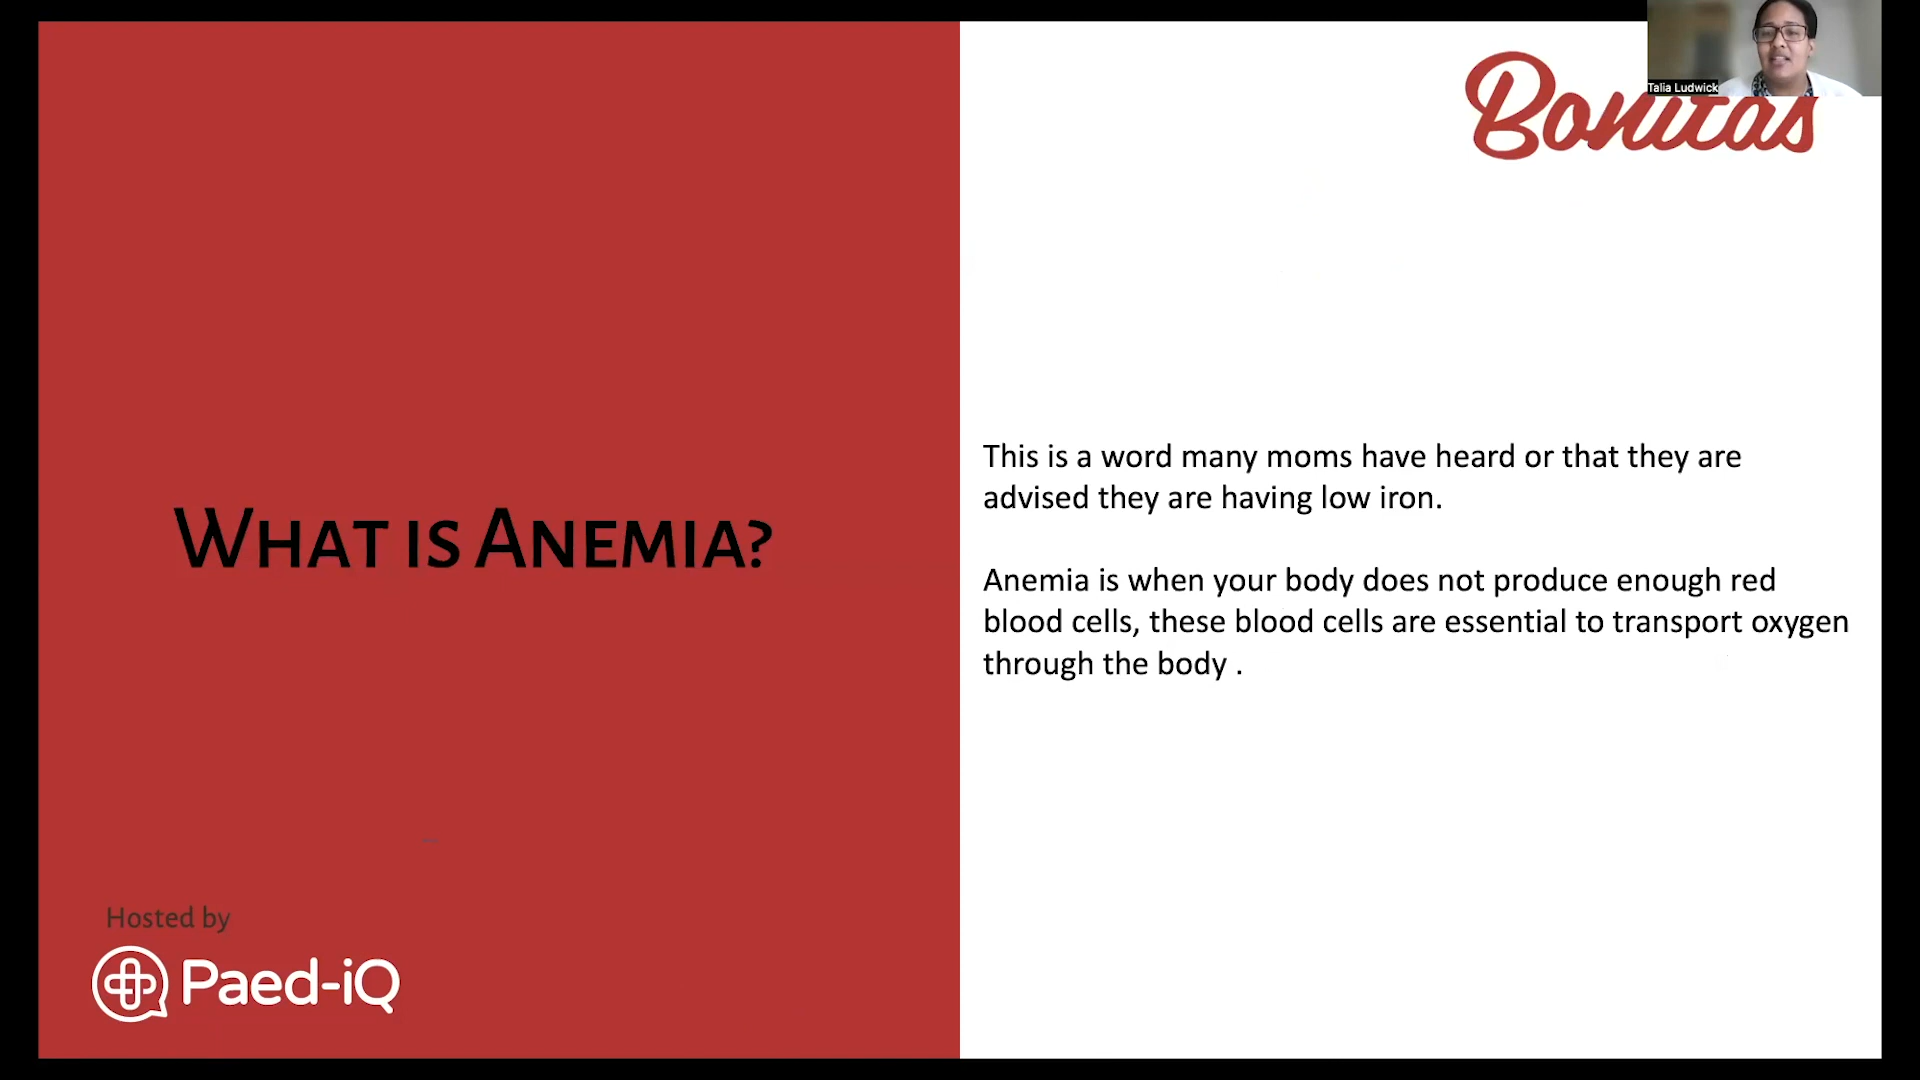 Talia Ludwick
Bonitas
This is a word many moms have heard or that they are
advised they are having low iron.
Anemia is when your body does not produce enough red
blood cells, these blood cells are essential to transport oxygen
through the body .
What is Anemia?
Hosted by
Paed-iQ